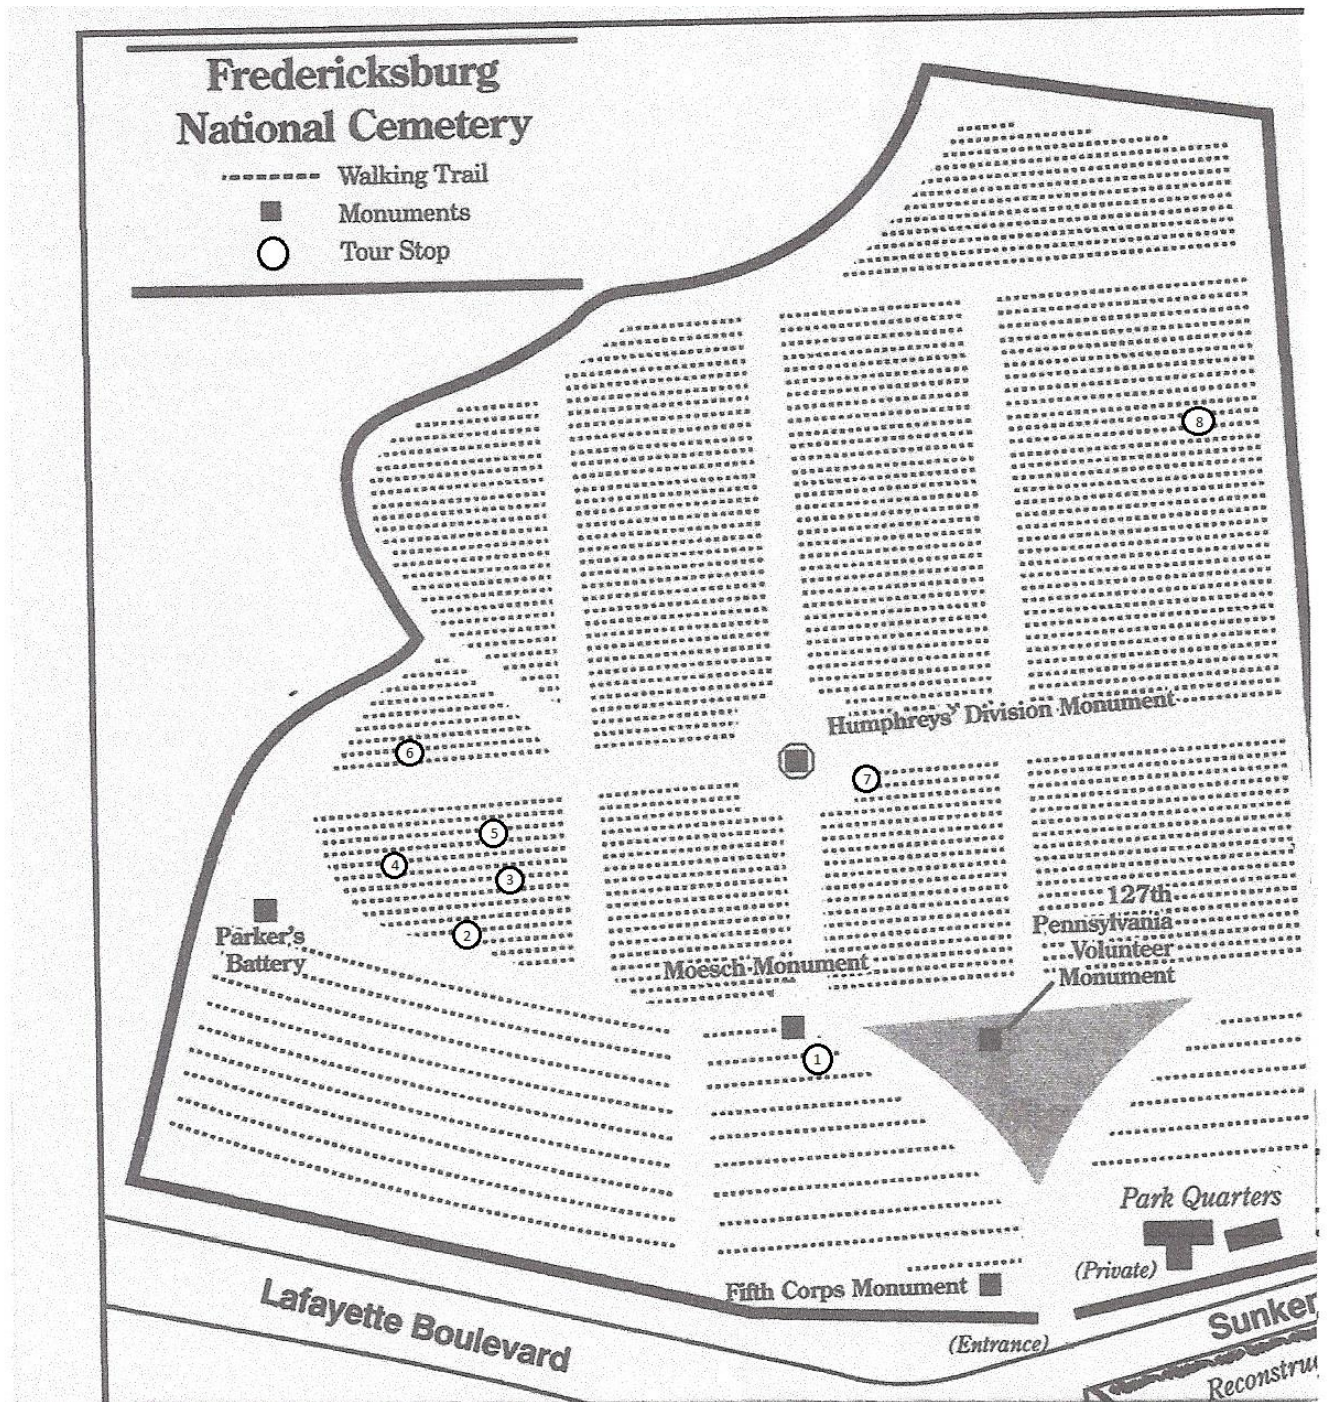 Fredericksburg
National Cemetery
Walking Trail
Monuments
Tour Stop
8
Humphreys' Division Monument
6
7
5
4
3
2
Parker's
Battery
127th
Pennsylvania
Volunteer
Monument
Moesch Monument
1
Park Quarters
(Private)
Fifth Corps Monument
(Entrance)
Lafayette Boulevard
Sunken
Reconstru